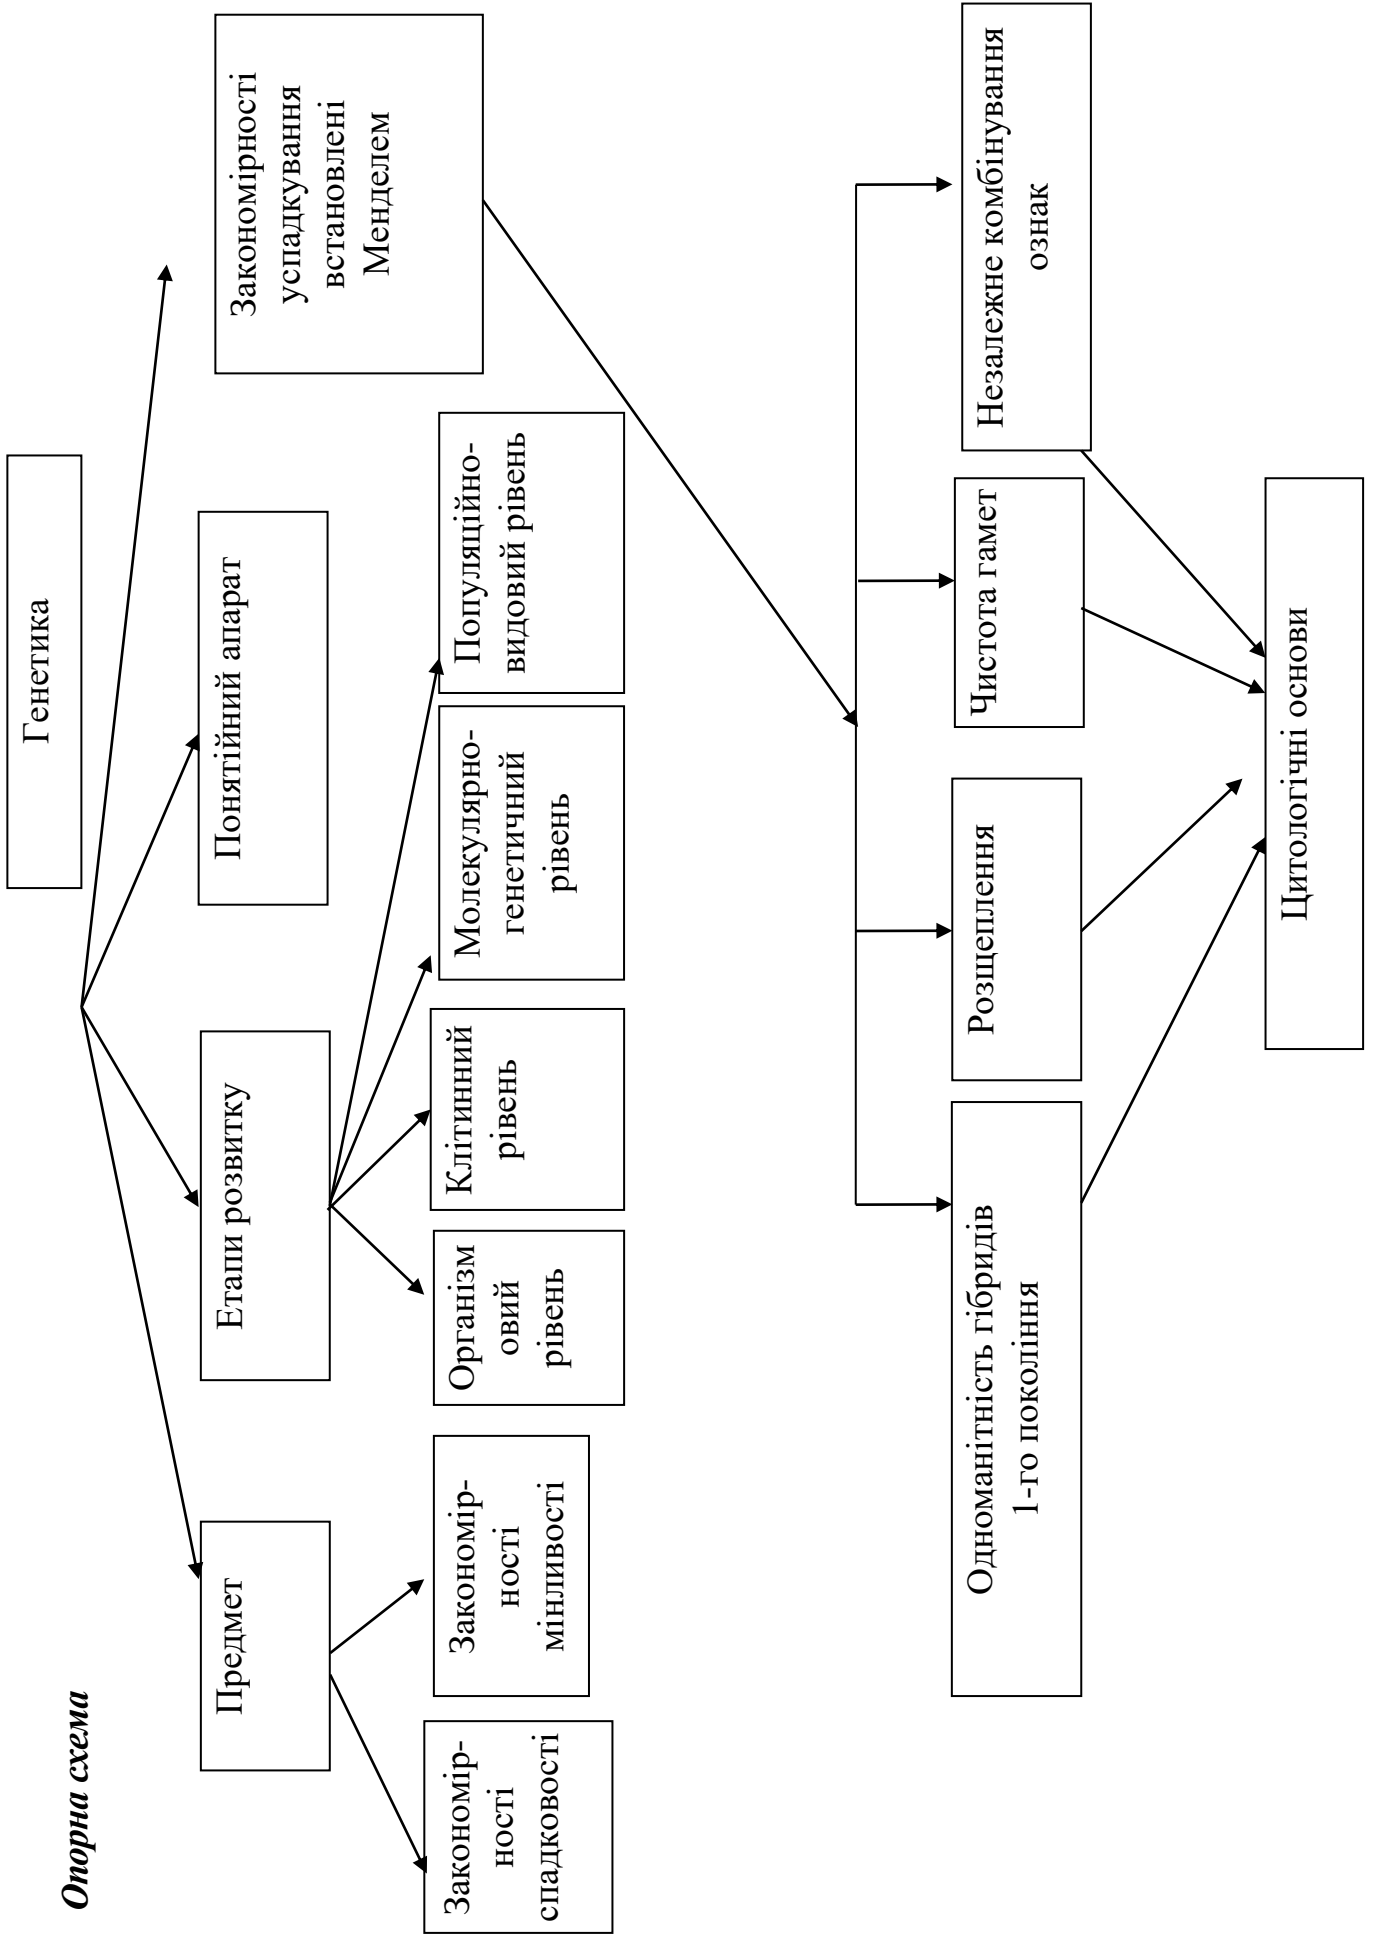 Опорна схема
Генетика
Предмет
Етапи розвитку
Понятійний апарат
Закономірності
успадкування
встановлені
Менделем
Закономір-
ності
спадковості
Закономір-
ності
мінливості
Організм
овий
рівень
Клітинний
рівень
Молекулярно-
генетичний
рівень
Популяційно-
видовий рівень
Одноманітність гібридів
1-го покоління
Розщеплення
Чистота гамет
Незалежне комбінування
ознак
Цитологічні основи